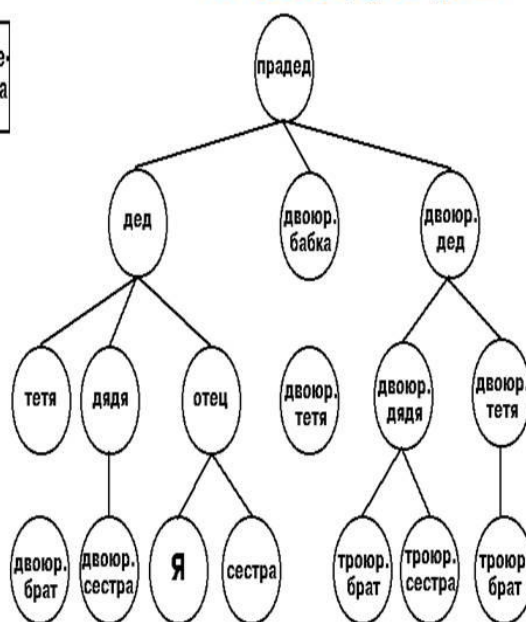 прадед
дед
двоюр.
бабка
двоюр.
дед
тетя
дядя
отец
двоюр.
тетя
двоюр.
дядя
двоюр.
тетя
двоюр.
брат
двоюр.
сестра
Я
сестра
троюр.
брат
троюр.
сестра
троюр.
брат